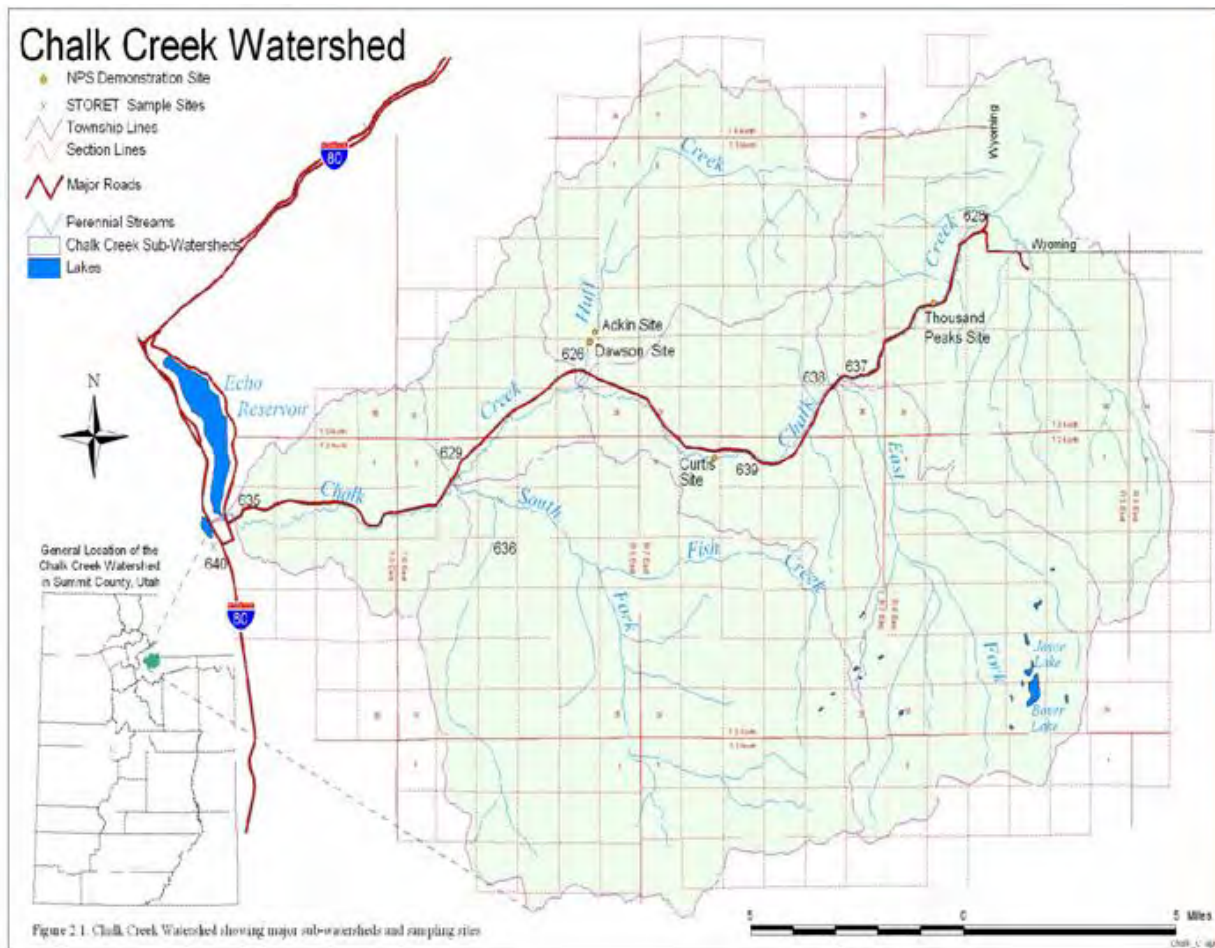 Chalk Creek Watershed
NPS Demonstration Site
STORET Sample Sites
Township Lines
Section Lines
Major Roads
Perennial Streams
Chalk Creek Sub-Watersheds
Lakes
80
N
Echo
Reservoir
Creek
Wyoming
628
Creek
Wyoming
Huff
Ackin Site
626
Dawson Site
Thousand
Peaks Site
638
637
Creek
Chalk
629
Curtis
Site
639
East
635
Chalk
South
636
Fish
Creek
Fork
Fork
640
80
General Location of the
Chalk Creek Watershed
in Summit County, Utah
Lake
Lake
5
0
5 Miles
Figure 2.1. Chalk Creek Watershed showing major sub-watersheds and sampling sites